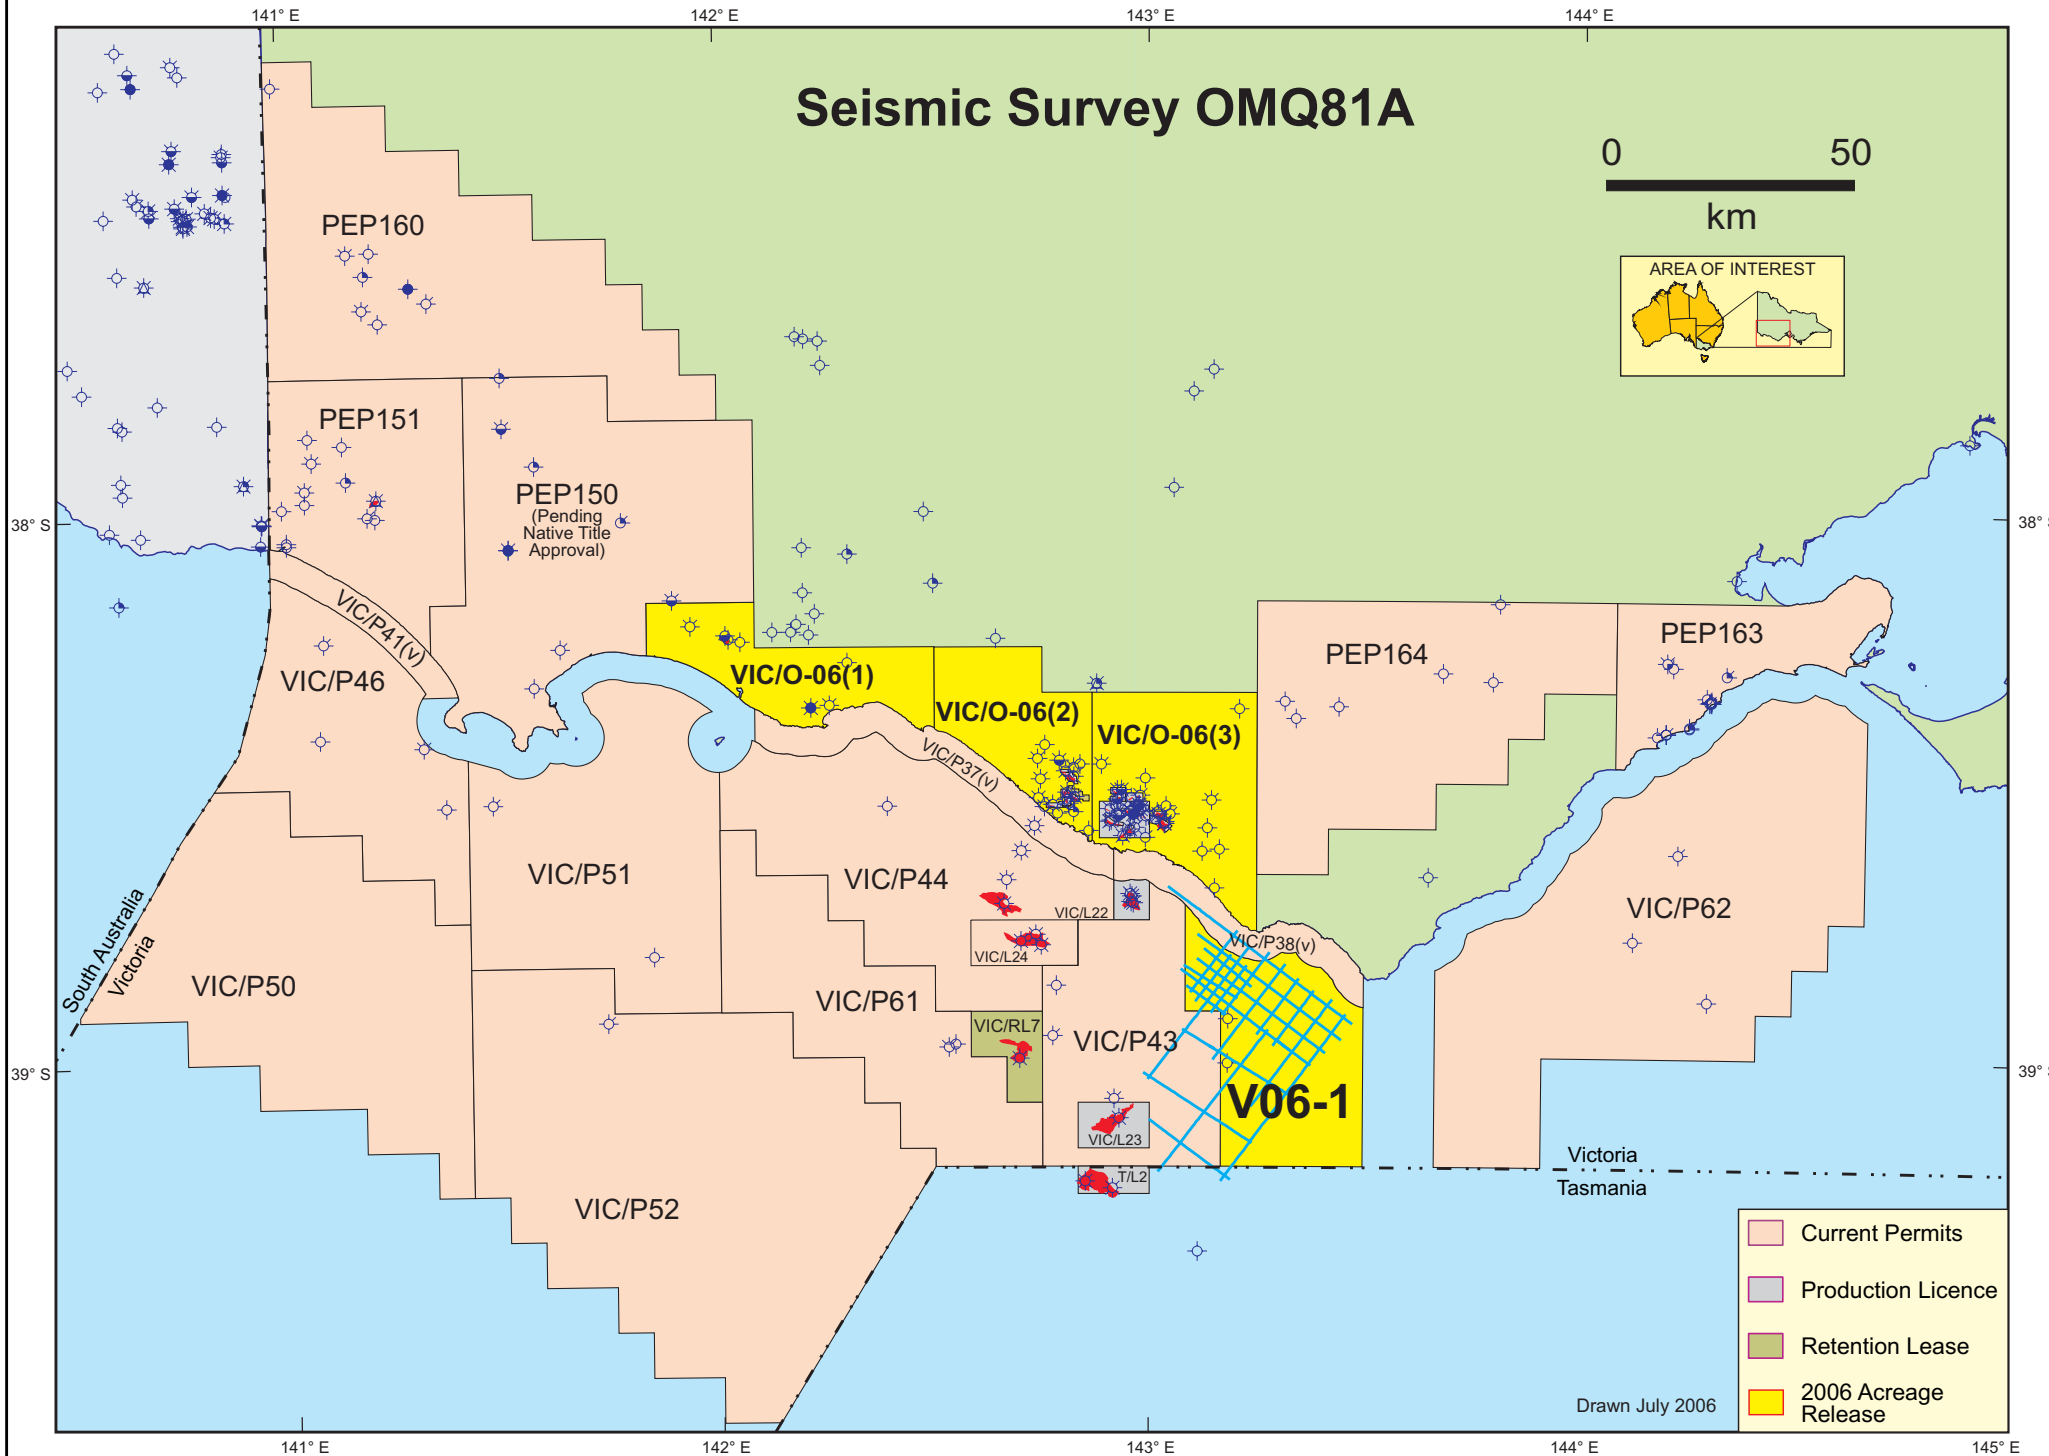 141° E
142° E
143° E
144° E
Seismic Survey OMQ81A
0
50
km
AREA OF INTEREST
PEP160
PEP151
PEP150
(Pending
Native Title
Approval)
38° S
38° S
VIC/P41(v)
VIC/P46
VIC/O-06(1)
VIC/O-06(2)
VIC/O-06(3)
PEP164
PEP163
VIC/P37(v)
VIC/P51
VIC/P44
VIC/L22
VIC/P62
VIC/P38(v)
VIC/L24
South Australia
Victoria
VIC/P50
VIC/P61
VIC/RL7
VIC/P43
39° S
39° S
V06-1
VIC/L23
T/L2
Victoria
Tasmania
VIC/P52
Current Permits
Production Licence
Retention Lease
2006 Acreage
Release
Drawn July 2006
141° E
142° E
143° E
144° E
145° E